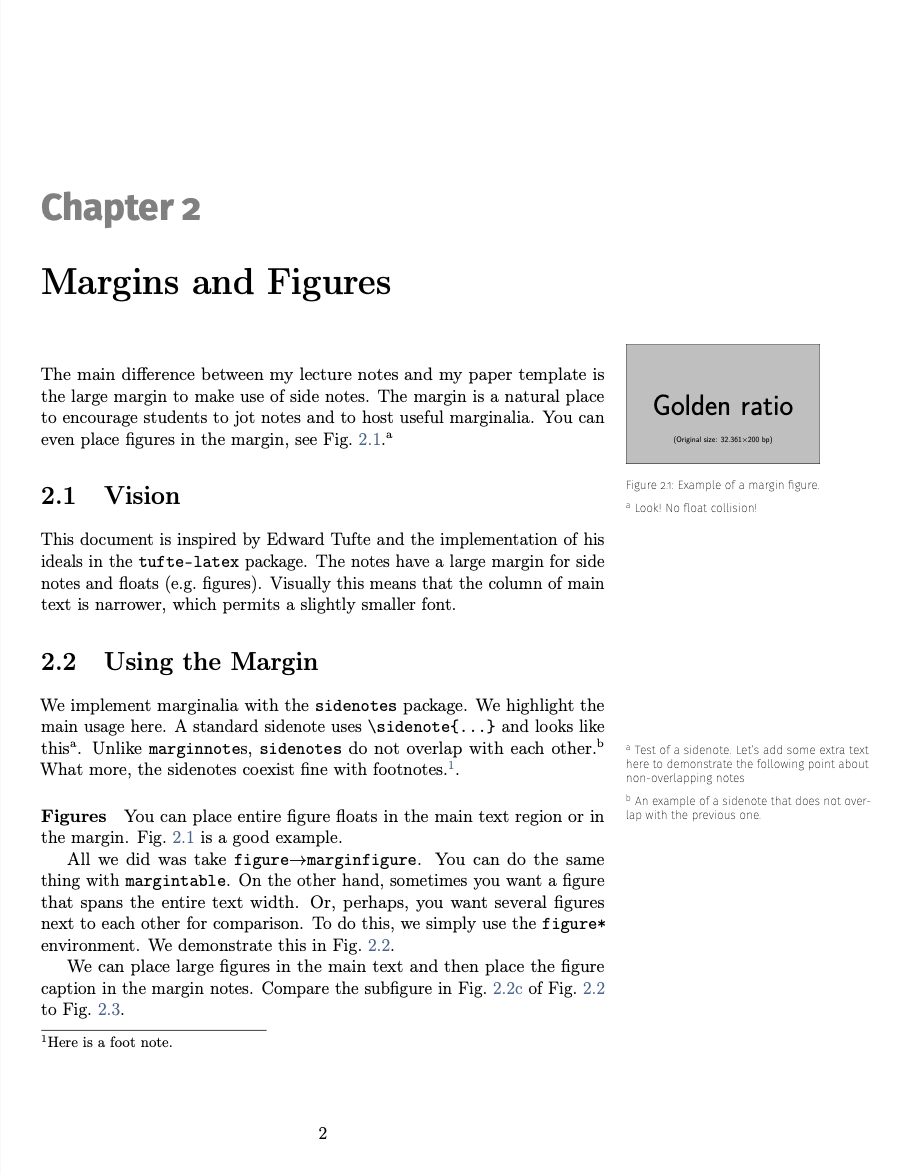 Chapter 2
Margins and Figures
The main difference between my lecture notes and my paper template is
the large margin to make use of side notes. The margin is a natural place
to encourage students to jot notes and to host useful marginalia. You can
even place figures in the margin, see Fig. 2.1.ᵃ
Golden ratio
(Original size: 32.361×200 bp)
Figure 2.1: Example of a margin figure.
ᵃ Look! No float collision!
2.1 Vision
This document is inspired by Edward Tufte and the implementation of his
ideals in the tufte-latex package. The notes have a large margin for side
notes and floats (e.g. figures). Visually this means that the column of main
text is narrower, which permits a slightly smaller font.
2.2 Using the Margin
We implement marginalia with the sidenotes package. We highlight the
main usage here. A standard sidenote uses \sidenote{...} and looks like
thisᵃ. Unlike marginnotes, sidenotes do not overlap with each other.ᵇ
What more, the sidenotes coexist fine with footnotes.¹.
ᵃ Test of a sidenote. Let's add some extra text
here to demonstrate the following point about
non-overlapping notes
ᵇ An example of a sidenote that does not over-
lap with the previous one.
Figures You can place entire figure floats in the main text region or in
the margin. Fig. 2.1 is a good example.
All we did was take figure→marginfigure. You can do the same
thing with margintable. On the other hand, sometimes you want a figure
that spans the entire text width. Or, perhaps, you want several figures
next to each other for comparison. To do this, we simply use the figure*
environment. We demonstrate this in Fig. 2.2.
We can place large figures in the main text and then place the figure
caption in the margin notes. Compare the subfigure in Fig. 2.2c of Fig. 2.2
to Fig. 2.3.
¹Here is a foot note.
2